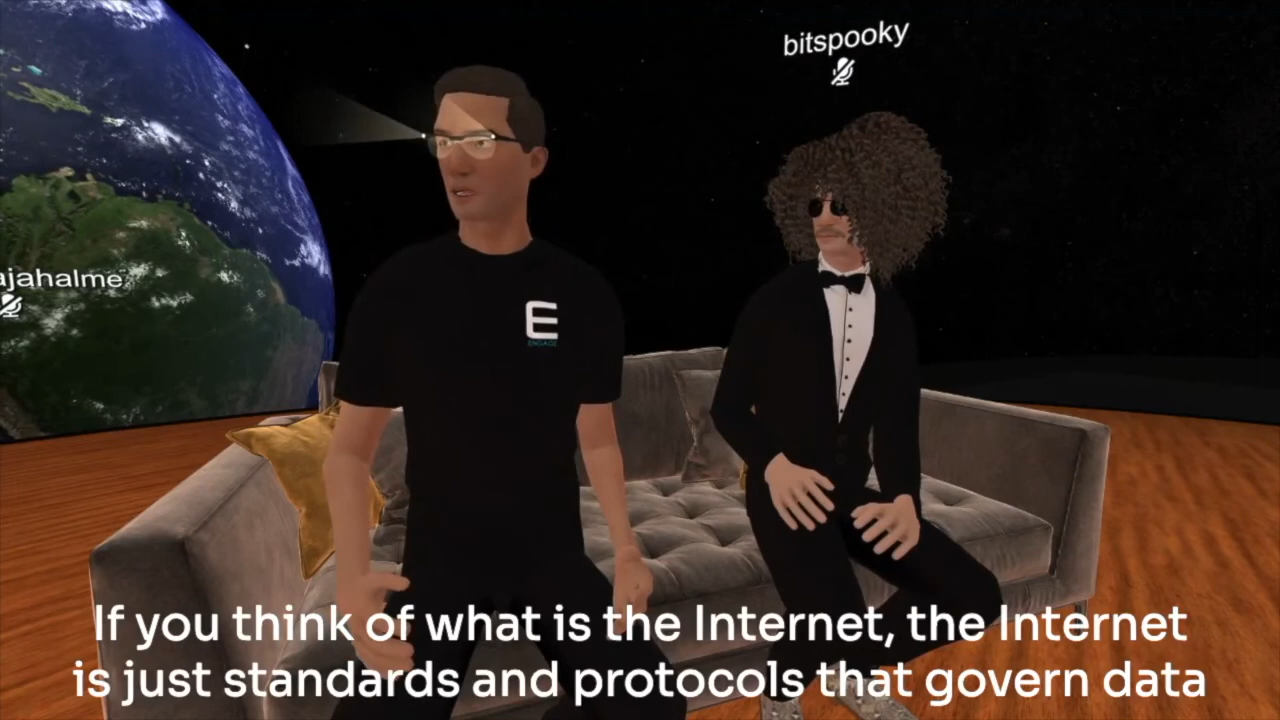 bitspooky
ajahalme
E
ENGAGE
If you think of what is the Internet, the Internet
is just standards and protocols that govern data